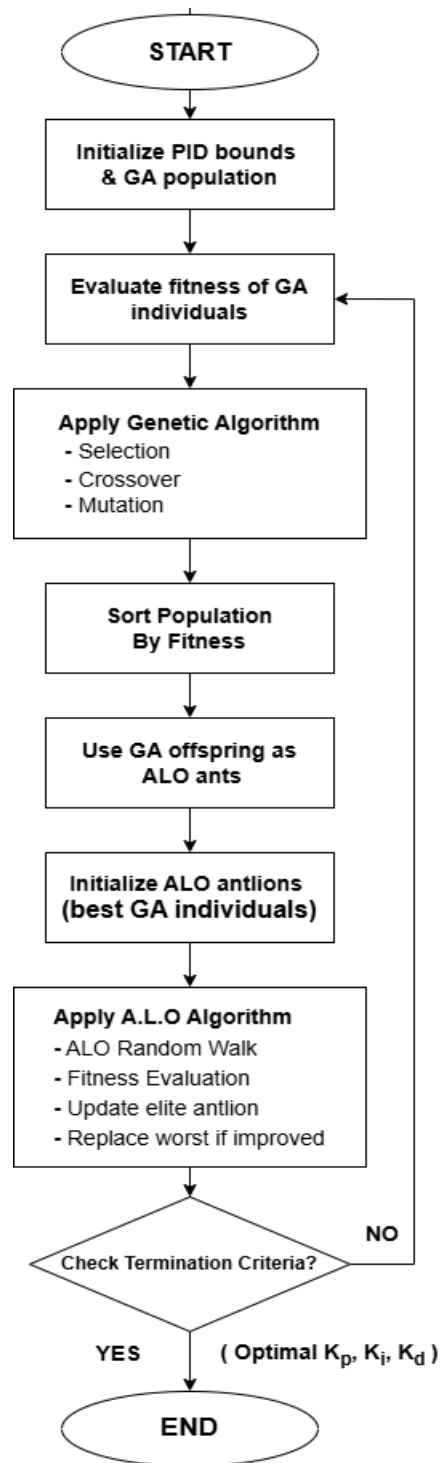 START
Initialize PID bounds
& GA population
Evaluate fitness of GA
individuals
Apply Genetic Algorithm
- Selection
- Crossover
- Mutation
Sort Population
By Fitness
Use GA offspring as
ALO ants
Initialize ALO antlions
(best GA individuals)
Apply A.L.O Algorithm
- ALO Random Walk
- Fitness Evaluation
- Update elite antlion
- Replace worst if improved
NO
Check Termination Criteria?
YES
( Optimal Kp, Ki, Kd )
END